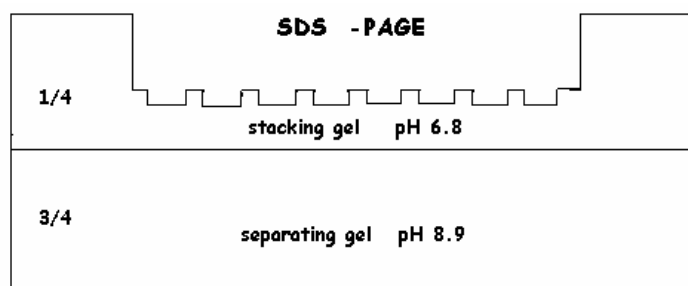 SDS -PAGE
1/4
stacking gel pH 6.8
3/4
separating gel pH 8.9